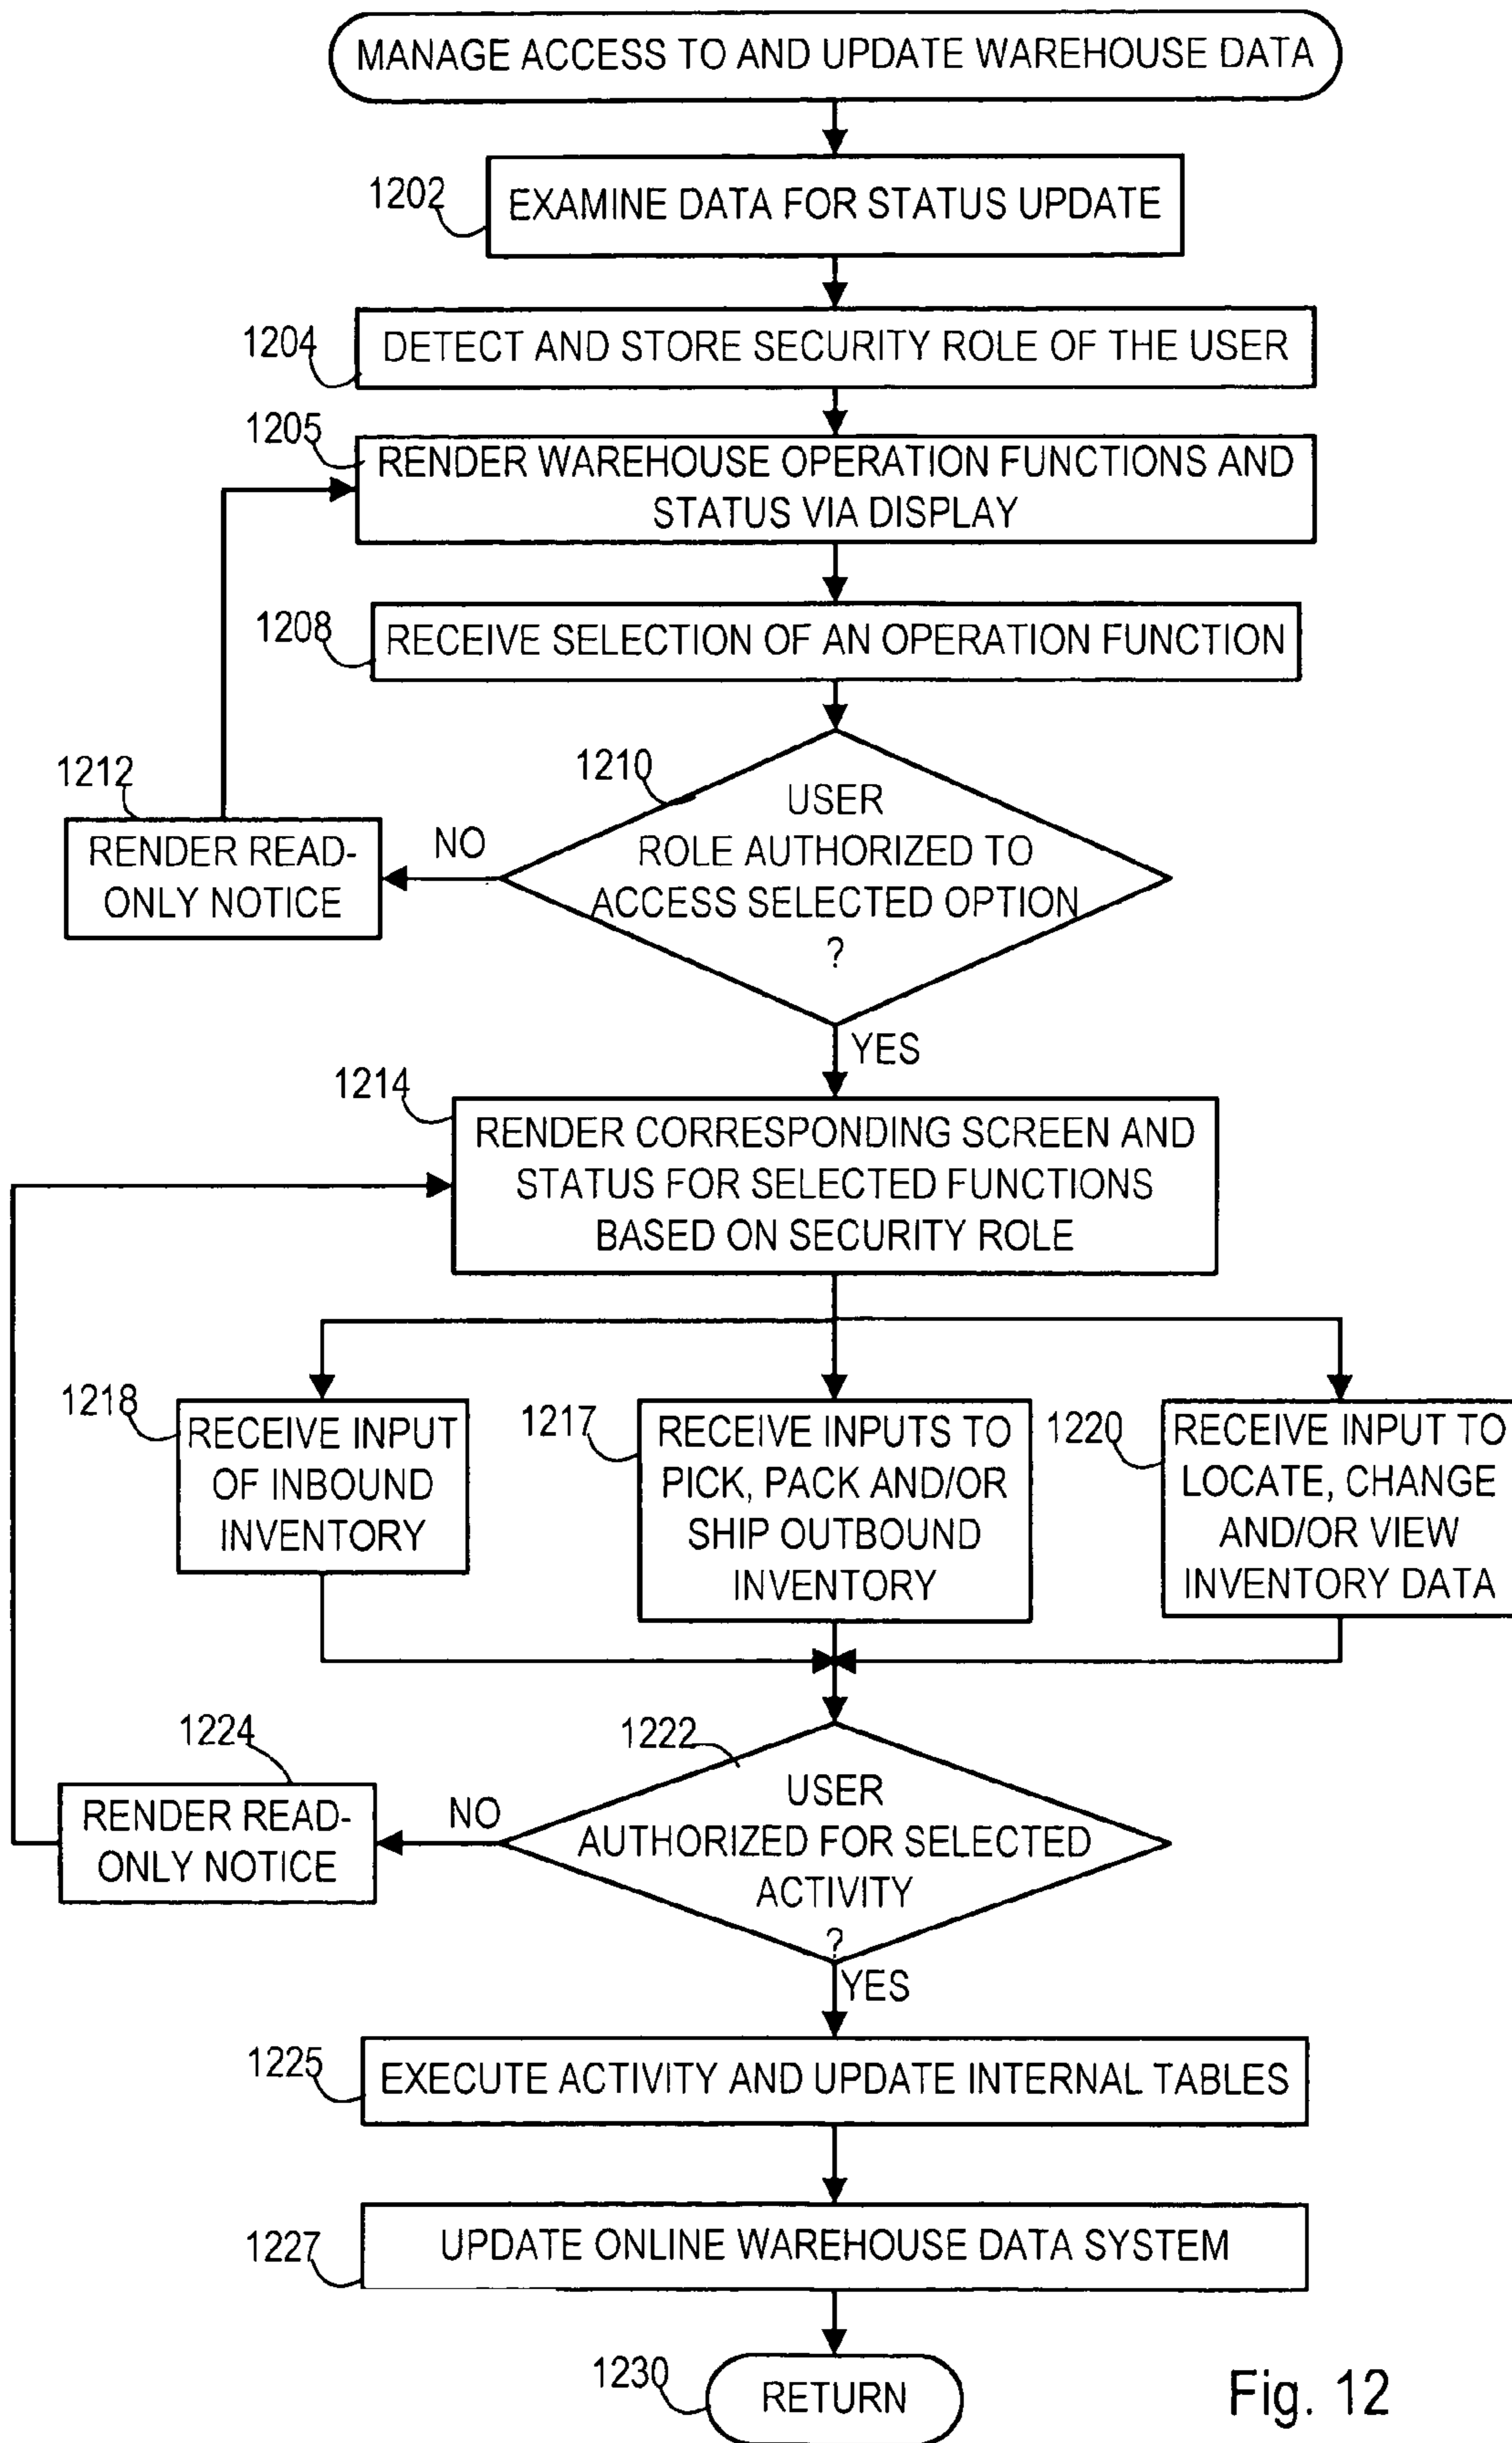 MANAGE ACCESS TO AND UPDATE WAREHOUSE DATA
1202
EXAMINE DATA FOR STATUS UPDATE
1204
DETECT AND STORE SECURITY ROLE OF THE USER
1205
RENDER WAREHOUSE OPERATION FUNCTIONS AND
STATUS VIA DISPLAY
1208
RECEIVE SELECTION OF AN OPERATION FUNCTION
1210
USER
ROLE AUTHORIZED TO
ACCESS SELECTED OPTION
?
NO
1212
RENDER READ-
ONLY NOTICE
YES
1214
RENDER CORRESPONDING SCREEN AND
STATUS FOR SELECTED FUNCTIONS
BASED ON SECURITY ROLE
1218
RECEIVE INPUT
OF INBOUND
INVENTORY
1217
RECEIVE INPUTS TO
PICK, PACK AND/OR
SHIP OUTBOUND
INVENTORY
1220
RECEIVE INPUT TO
LOCATE, CHANGE
AND/OR VIEW
INVENTORY DATA
1222
USER
AUTHORIZED FOR SELECTED
ACTIVITY
?
NO
1224
RENDER READ-
ONLY NOTICE
YES
1225
EXECUTE ACTIVITY AND UPDATE INTERNAL TABLES
1227
UPDATE ONLINE WAREHOUSE DATA SYSTEM
1230
RETURN
Fig. 12